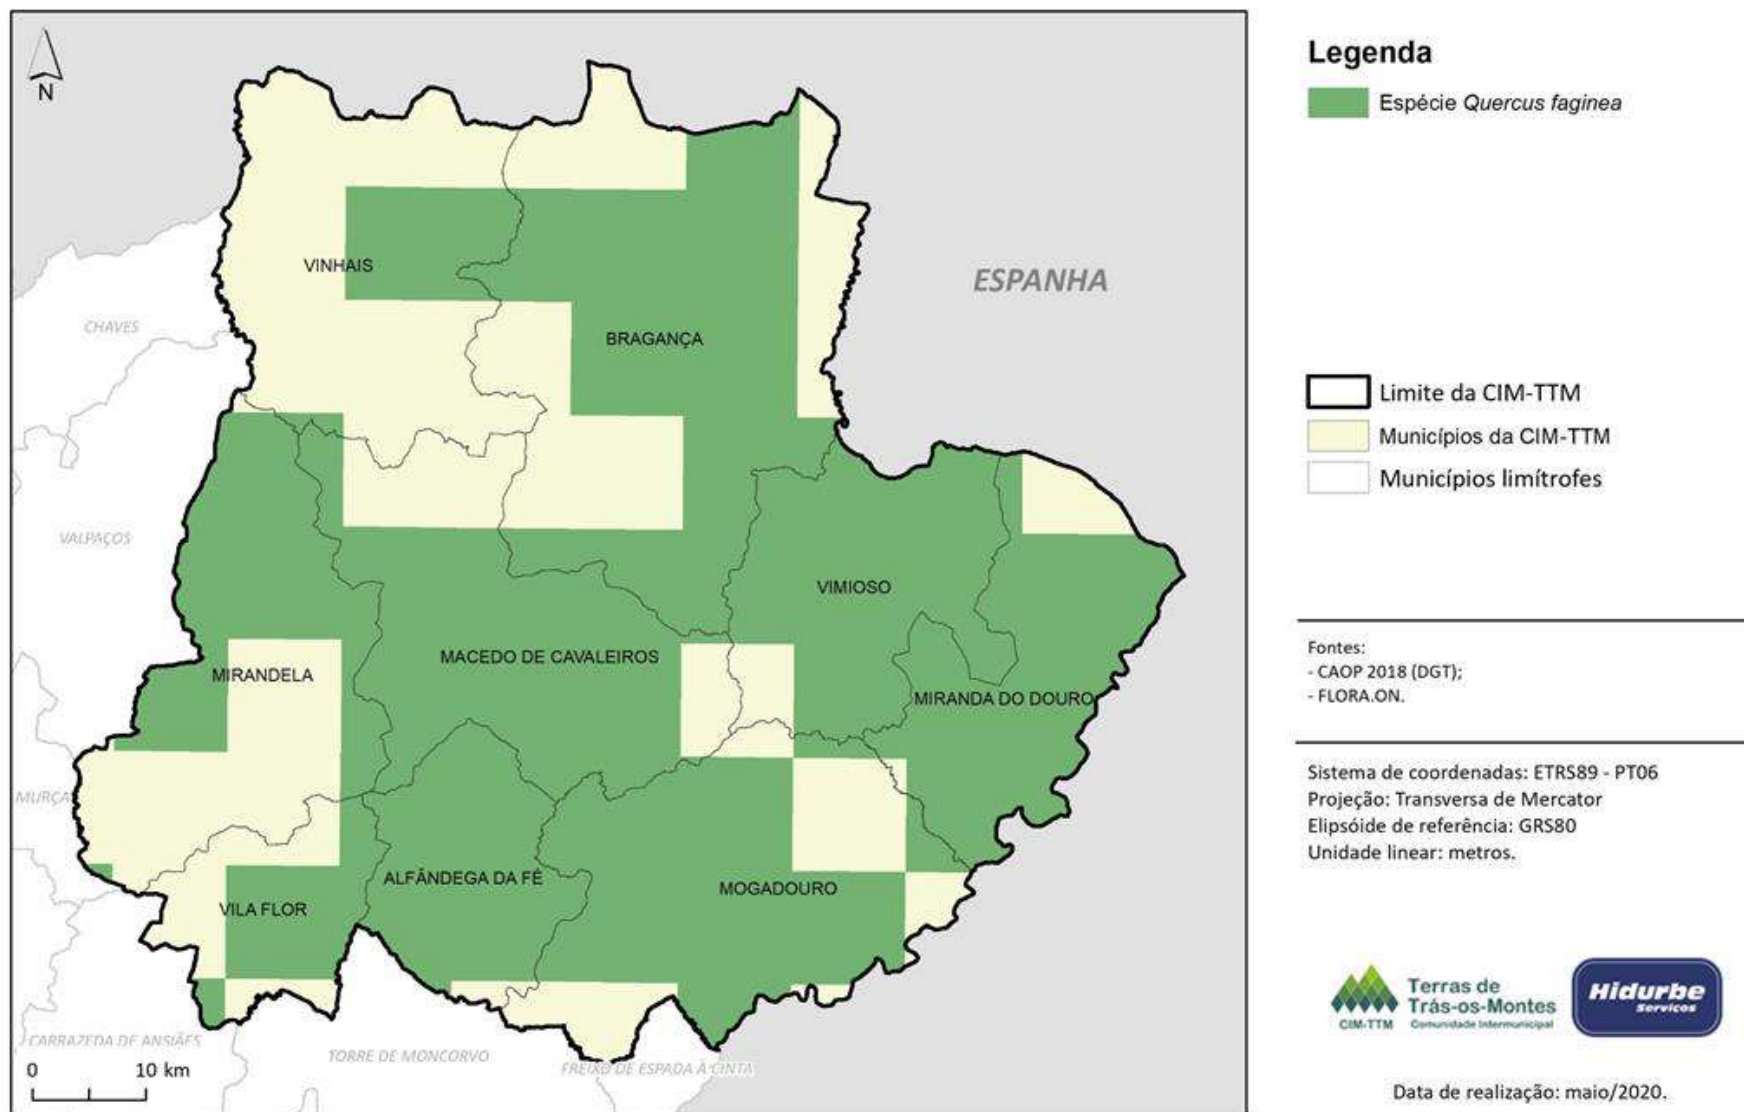 N
VINHAIS
ESPANHA
CHAVES
BRAGANÇA
VALPAÇOS
VIMIOSO
MACEDO DE CAVALEIROS
MIRANDELA
MIRANDA DO DOURO
MURÇA
ALFÂNDEGA DA FÉ
MOGADOURO
VILA FLOR
CARRAZEDA DE ANSIÃES
TORRE DE MONCORVO
FREIXO DE ESPADA À CINTA
0 10 km
Legenda
Espécie Quercus faginea
Limite da CIM-TTM
Municípios da CIM-TTM
Municípios limítrofes
Fontes:
- CAOP 2018 (DGT);
- FLORA.ON.
Sistema de coordenadas: ETRS89 - PT06
Projeção: Transversa de Mercator
Elipsóide de referência: GRS80
Unidade linear: metros.
Terras de
Trás-os-Montes
CIM-TTM Comunidade Intermunicipal
Hidurbe
Serviços
Data de realização: maio/2020.